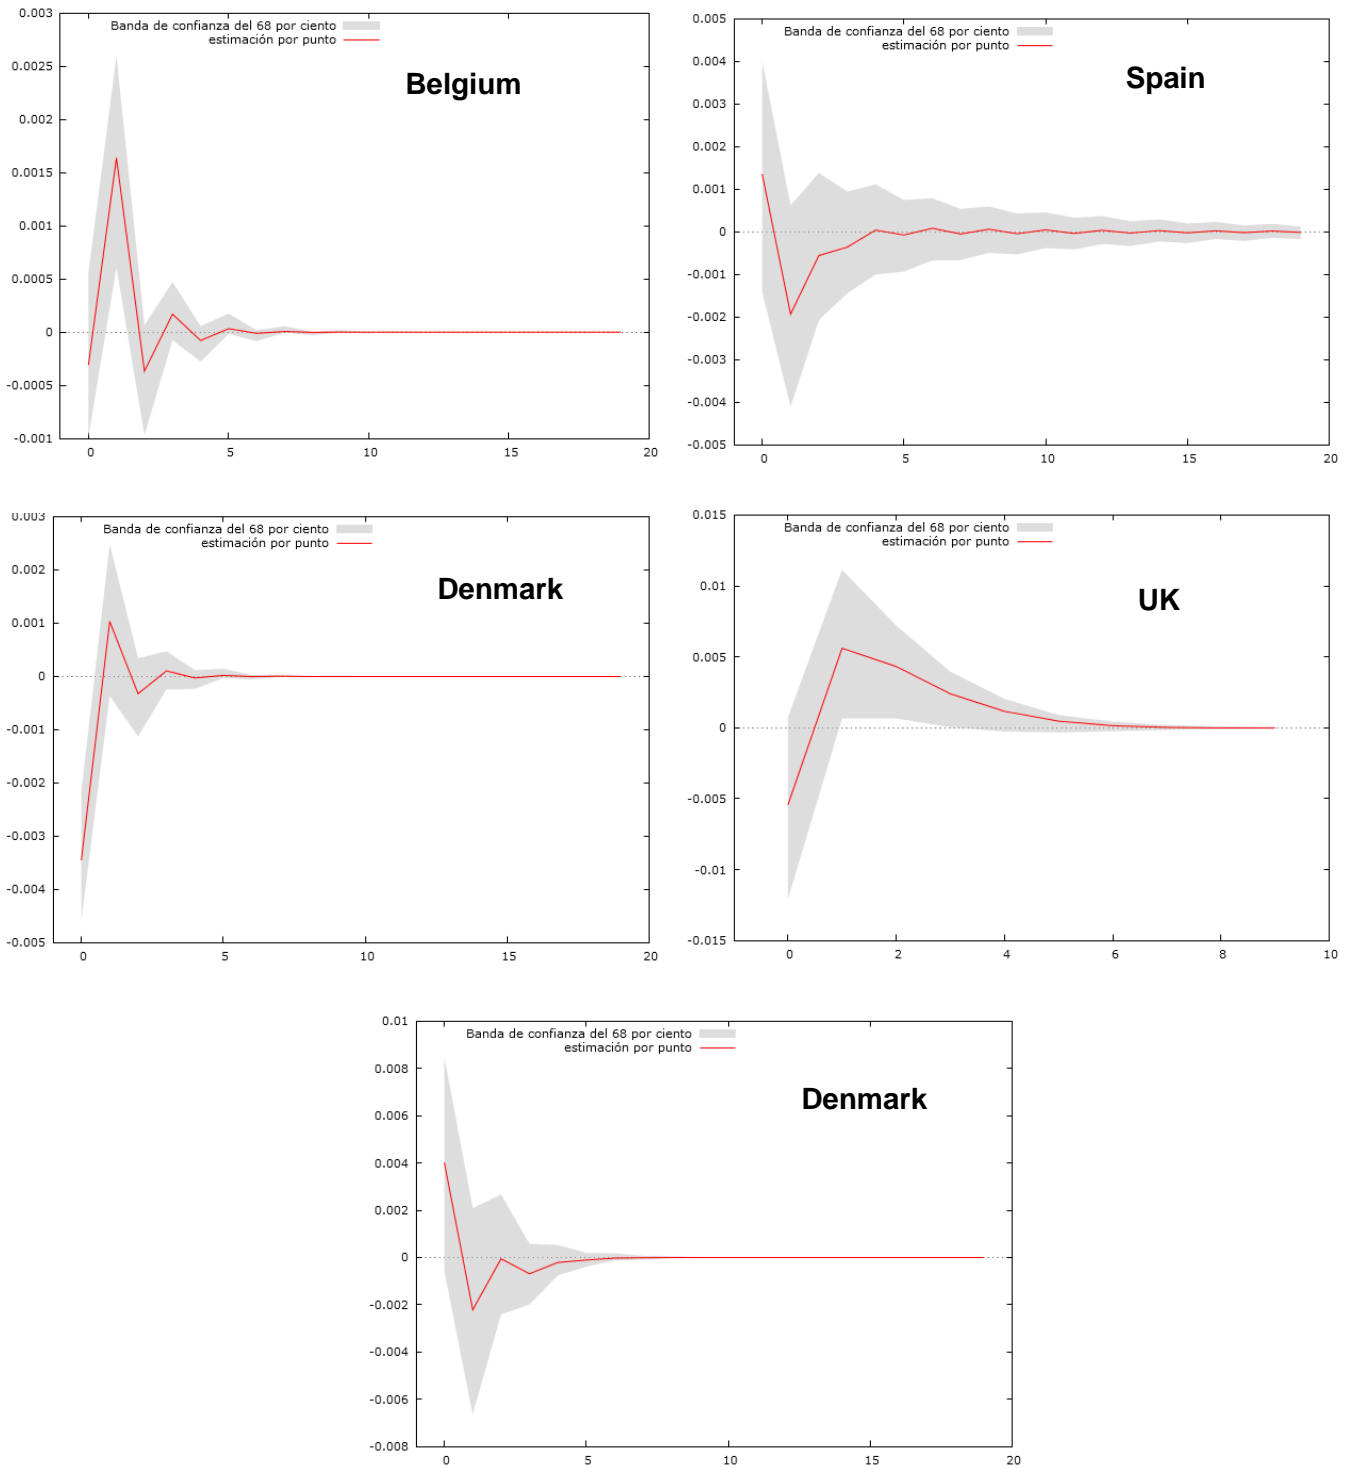 0.003
Banda de confianza del 68 por ciento
estimación por punto
0.0025
Belgium
0.002
0.0015
0.001
0.0005
0
-0.0005
-0.001
0 5 10 15 20
0.005
Banda de confianza del 68 por ciento
estimación por punto
0.004
Spain
0.003
0.002
0.001
0
-0.001
-0.002
-0.003
-0.004
-0.005
0 5 10 15 20
0.003
Banda de confianza del 68 por ciento
estimación por punto
0.002
Denmark
0.001
0
-0.001
-0.002
-0.003
-0.004
-0.005
0 5 10 15 20
0.015
Banda de confianza del 68 por ciento
estimación por punto
0.01
UK
0.005
0
-0.005
-0.01
-0.015
0 2 4 6 8 10
0.01
Banda de confianza del 68 por ciento
estimación por punto
0.008
Denmark
0.006
0.004
0.002
0
-0.002
-0.004
-0.006
-0.008
0 5 10 15 20